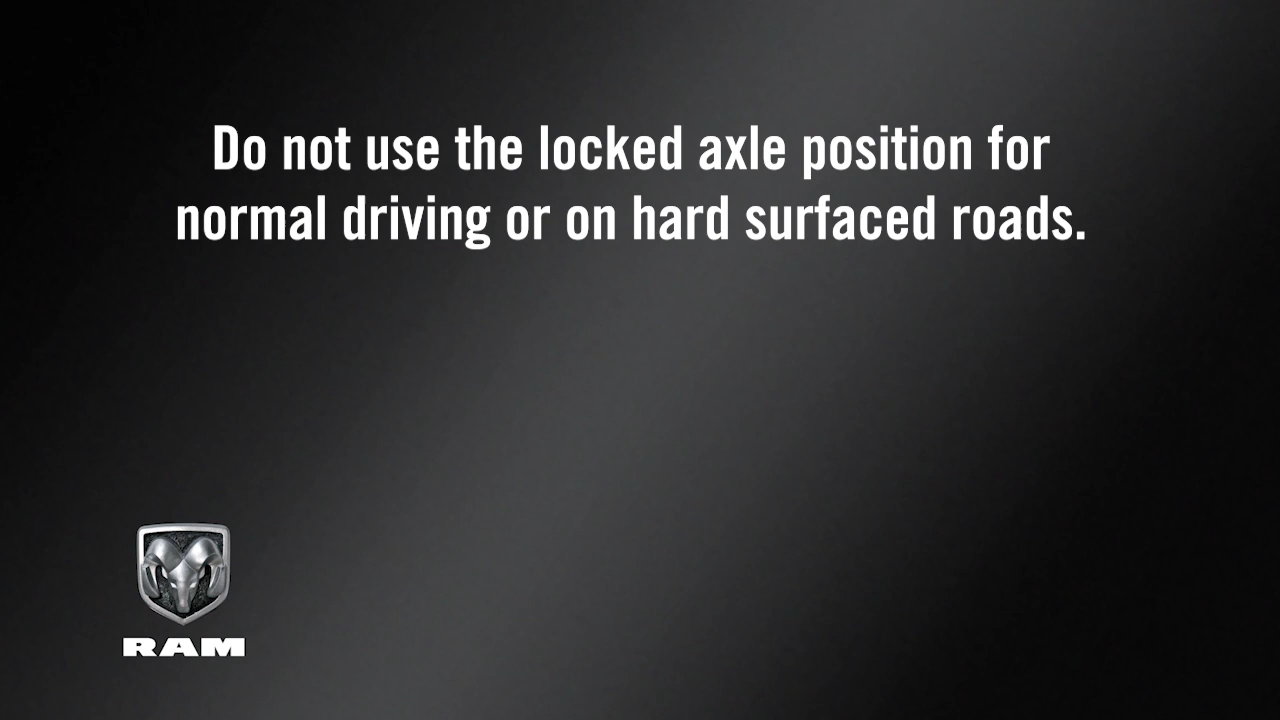 Do not use the locked axle position for
normal driving or on hard surfaced roads.
RAM